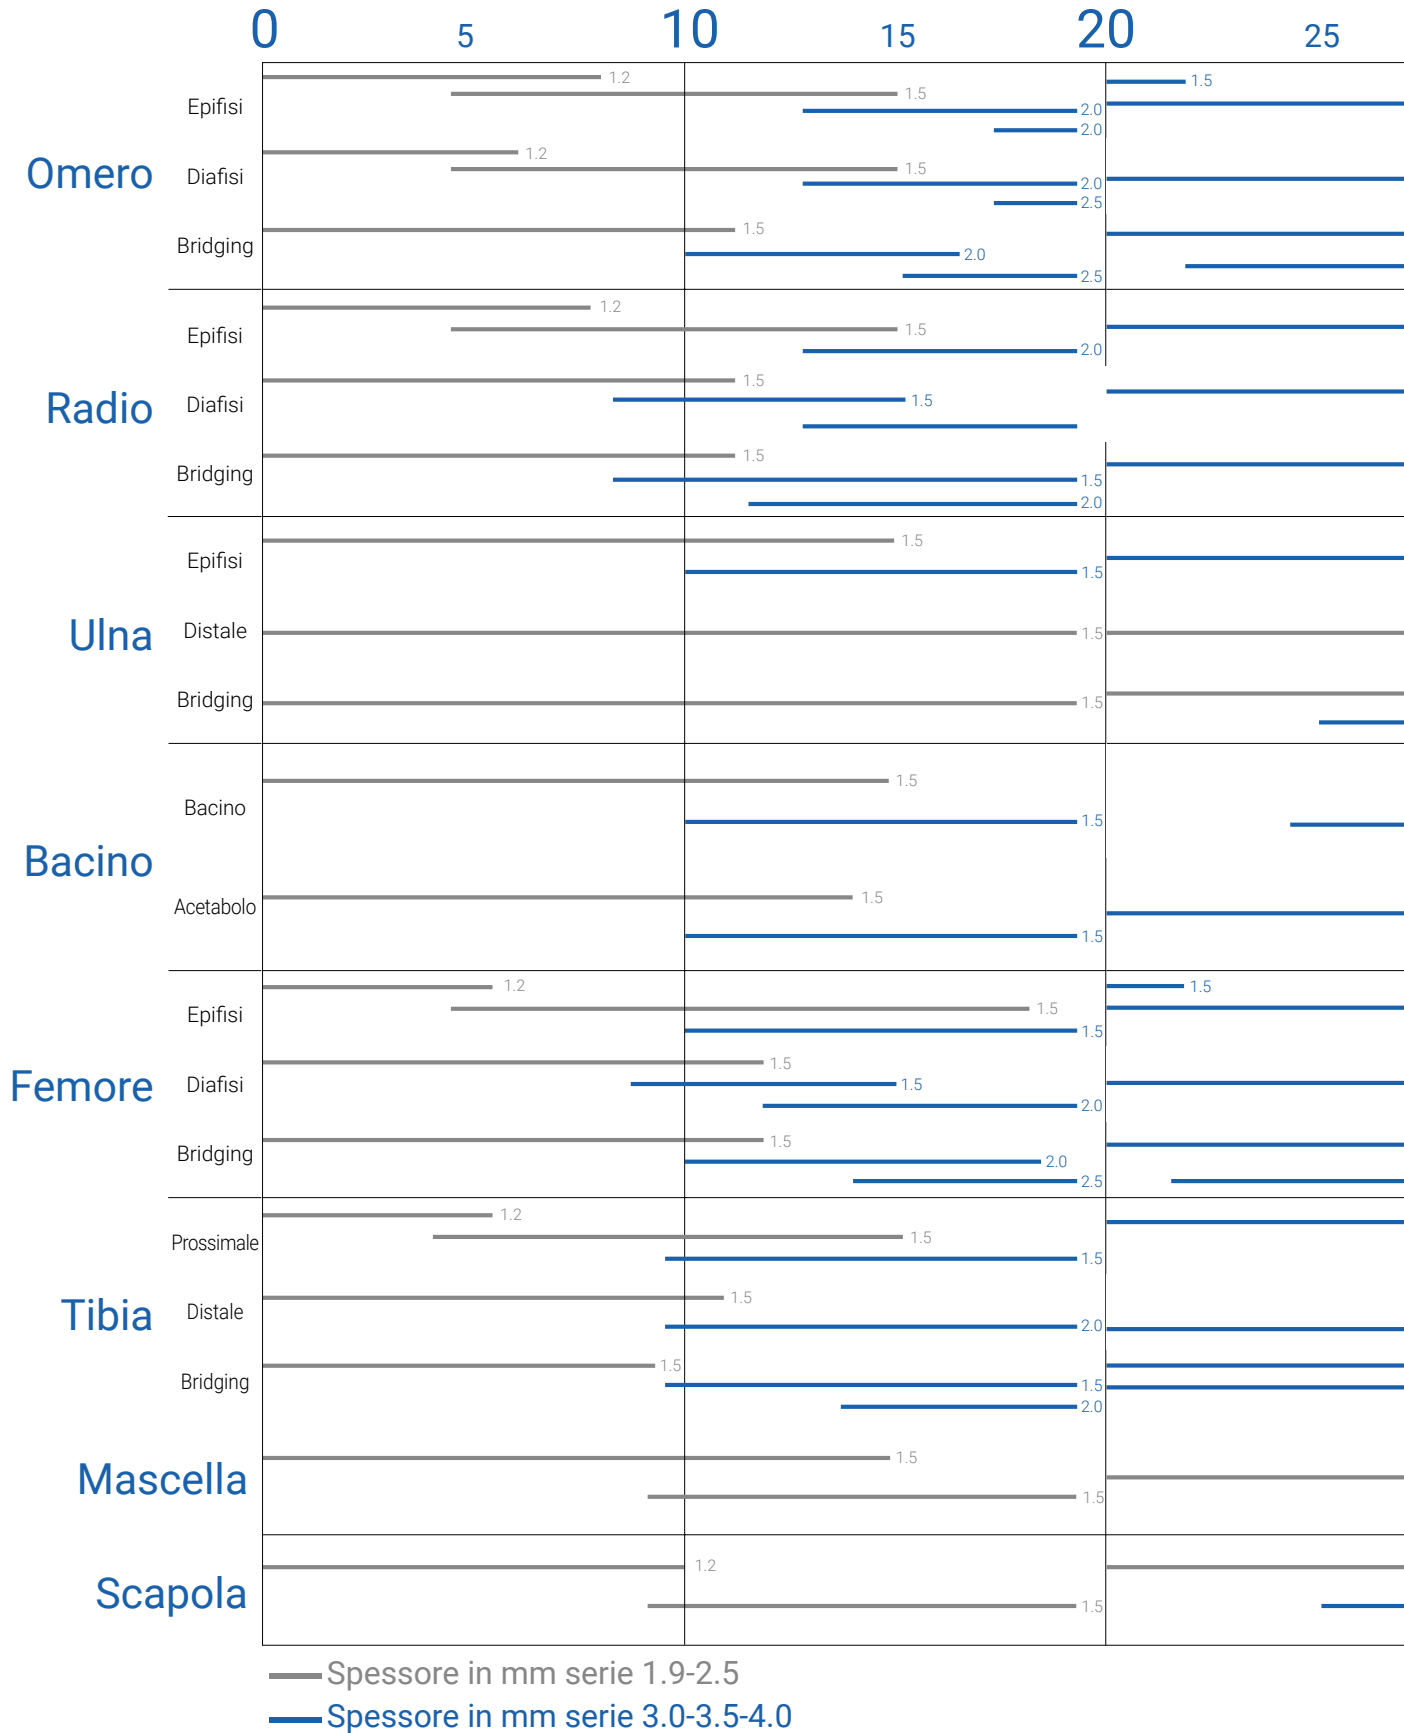 0 5 10 15 20 25
1.2
1.5
1.5
Epifisi
2.0
2.0
Omero
1.2
1.5
Diafisi
2.0
2.5
1.5
Bridging
2.0
2.5
1.2
Epifisi
1.5
2.0
Radio
1.5
Diafisi
1.5
1.5
Bridging
1.5
2.0
1.5
Epifisi
1.5
Ulna
Distale
1.5
Bridging
1.5
1.5
Bacino
1.5
Bacino
1.5
Acetabolo
1.5
1.2
1.5
Epifisi
1.5
1.5
Femore
1.5
Diafisi
1.5
2.0
1.5
Bridging
2.0
2.5
1.2
Prossimale
1.5
1.5
Tibia
1.5
Distale
2.0
1.5
Bridging
1.5
2.0
1.5
Mascella
1.5
1.2
Scapola
1.5
Spessore in mm serie 1.9-2.5
Spessore in mm serie 3.0-3.5-4.0